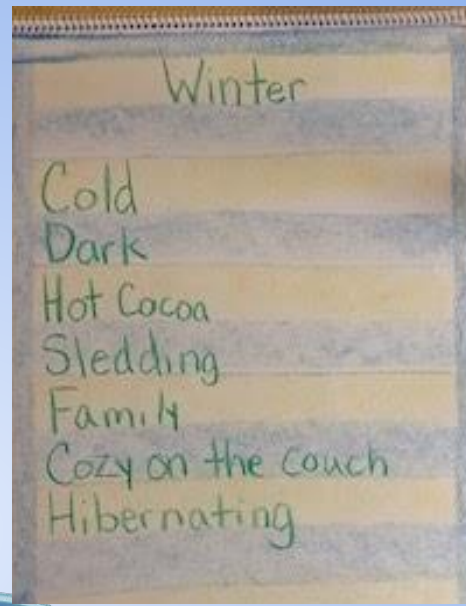 Winter
Cold
Dark
Hot Cocoa
Sledding
Family
Cozy on the couch
Hibernating